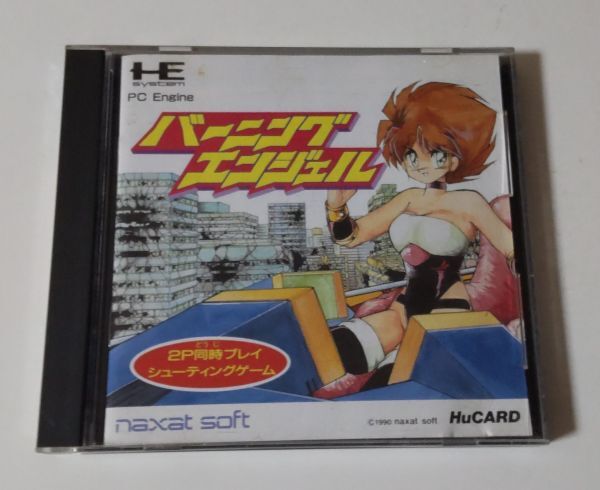 HE
system
PC Engine
バーニング
エンジェル
どうじ
2P同時プレイ
シューティングゲーム
naxat soft
©1990 naxat soft
HuCARD